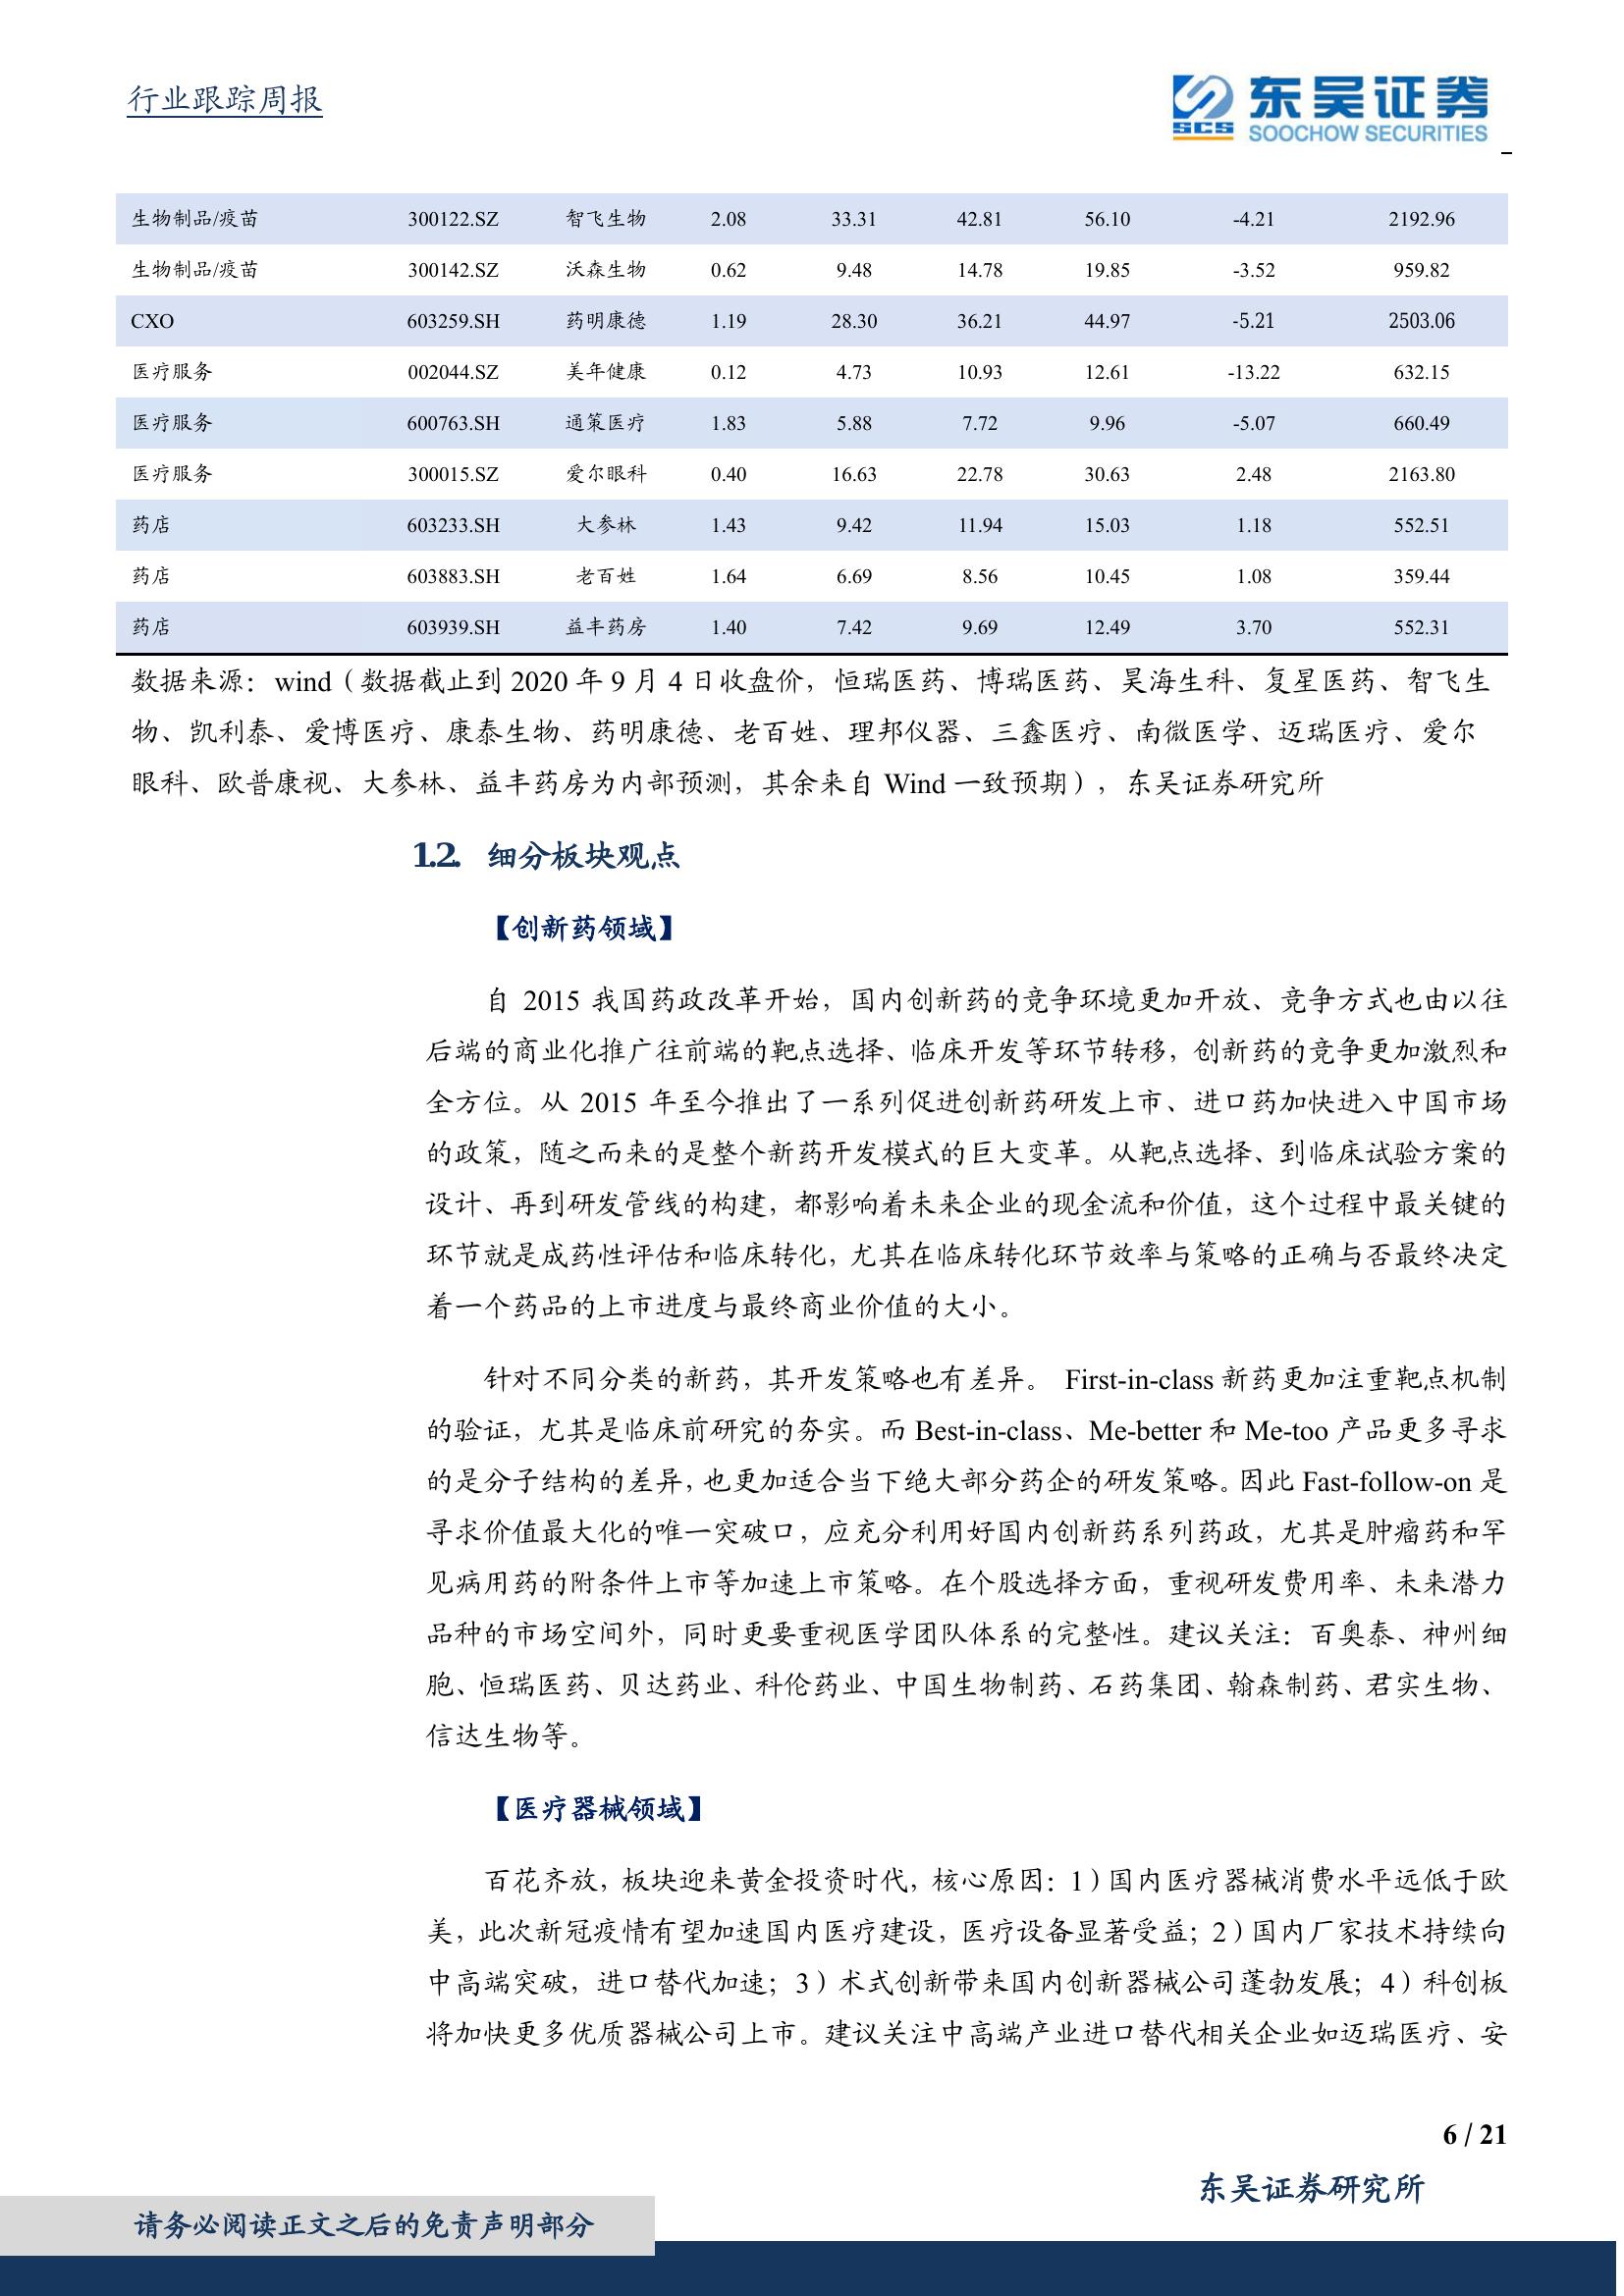 行业跟踪周报
东吴证券
SCS
SOOCHOW SECURITIES
生物制品/疫苗 300122.SZ 智飞生物 2.08 33.31 42.81 56.10 -4.21 2192.96
生物制品/疫苗 300142.SZ 沃森生物 0.62 9.48 14.78 19.85 -3.52 959.82
CXO 603259.SH 药明康德 1.19 28.30 36.21 44.97 -5.21 2503.06
医疗服务 002044.SZ 美年健康 0.12 4.73 10.93 12.61 -13.22 632.15
医疗服务 600763.SH 通策医疗 1.83 5.88 7.72 9.96 -5.07 660.49
医疗服务 300015.SZ 爱尔眼科 0.40 16.63 22.78 30.63 2.48 2163.80
药店 603233.SH 大参林 1.43 9.42 11.94 15.03 1.18 552.51
药店 603883.SH 老百姓 1.64 6.69 8.56 10.45 1.08 359.44
药店 603939.SH 益丰药房 1.40 7.42 9.69 12.49 3.70 552.31
数据来源：wind（数据截止到 2020 年 9 月 4 日收盘价，恒瑞医药、博瑞医药、昊海生科、复星医药、智飞生
物、凯利泰、爱博医疗、康泰生物、药明康德、老百姓、理邦仪器、三鑫医疗、南微医学、迈瑞医疗、爱尔
眼科、欧普康视、大参林、益丰药房为内部预测，其余来自 Wind 一致预期），东吴证券研究所
1.2. 细分板块观点
【创新药领域】
自 2015 我国药政改革开始，国内创新药的竞争环境更加开放、竞争方式也由以往
后端的商业化推广往前端的靶点选择、临床开发等环节转移，创新药的竞争更加激烈和
全方位。从 2015 年至今推出了一系列促进创新药研发上市、进口药加快进入中国市场
的政策，随之而来的是整个新药开发模式的巨大变革。从靶点选择、到临床试验方案的
设计、再到研发管线的构建，都影响着未来企业的现金流和价值，这个过程中最关键的
环节就是成药性评估和临床转化，尤其在临床转化环节效率与策略的正确与否最终决定
着一个药品的上市进度与最终商业价值的大小。
针对不同分类的新药，其开发策略也有差异。 First-in-class 新药更加注重靶点机制
的验证，尤其是临床前研究的夯实。而 Best-in-class、Me-better 和 Me-too 产品更多寻求
的是分子结构的差异，也更加适合当下绝大部分药企的研发策略。因此 Fast-follow-on 是
寻求价值最大化的唯一突破口，应充分利用好国内创新药系列药政，尤其是肿瘤药和罕
见病用药的附条件上市等加速上市策略。在个股选择方面，重视研发费用率、未来潜力
品种的市场空间外，同时更要重视医学团队体系的完整性。建议关注：百奥泰、神州细
胞、恒瑞医药、贝达药业、科伦药业、中国生物制药、石药集团、翰森制药、君实生物、
信达生物等。
【医疗器械领域】
百花齐放，板块迎来黄金投资时代，核心原因：1）国内医疗器械消费水平远低于欧
美，此次新冠疫情有望加速国内医疗建设，医疗设备显著受益；2）国内厂家技术持续向
中高端突破，进口替代加速；3）术式创新带来国内创新器械公司蓬勃发展；4）科创板
将加快更多优质器械公司上市。建议关注中高端产业进口替代相关企业如迈瑞医疗、安
6 / 21
东吴证券研究所
请务必阅读正文之后的免责声明部分